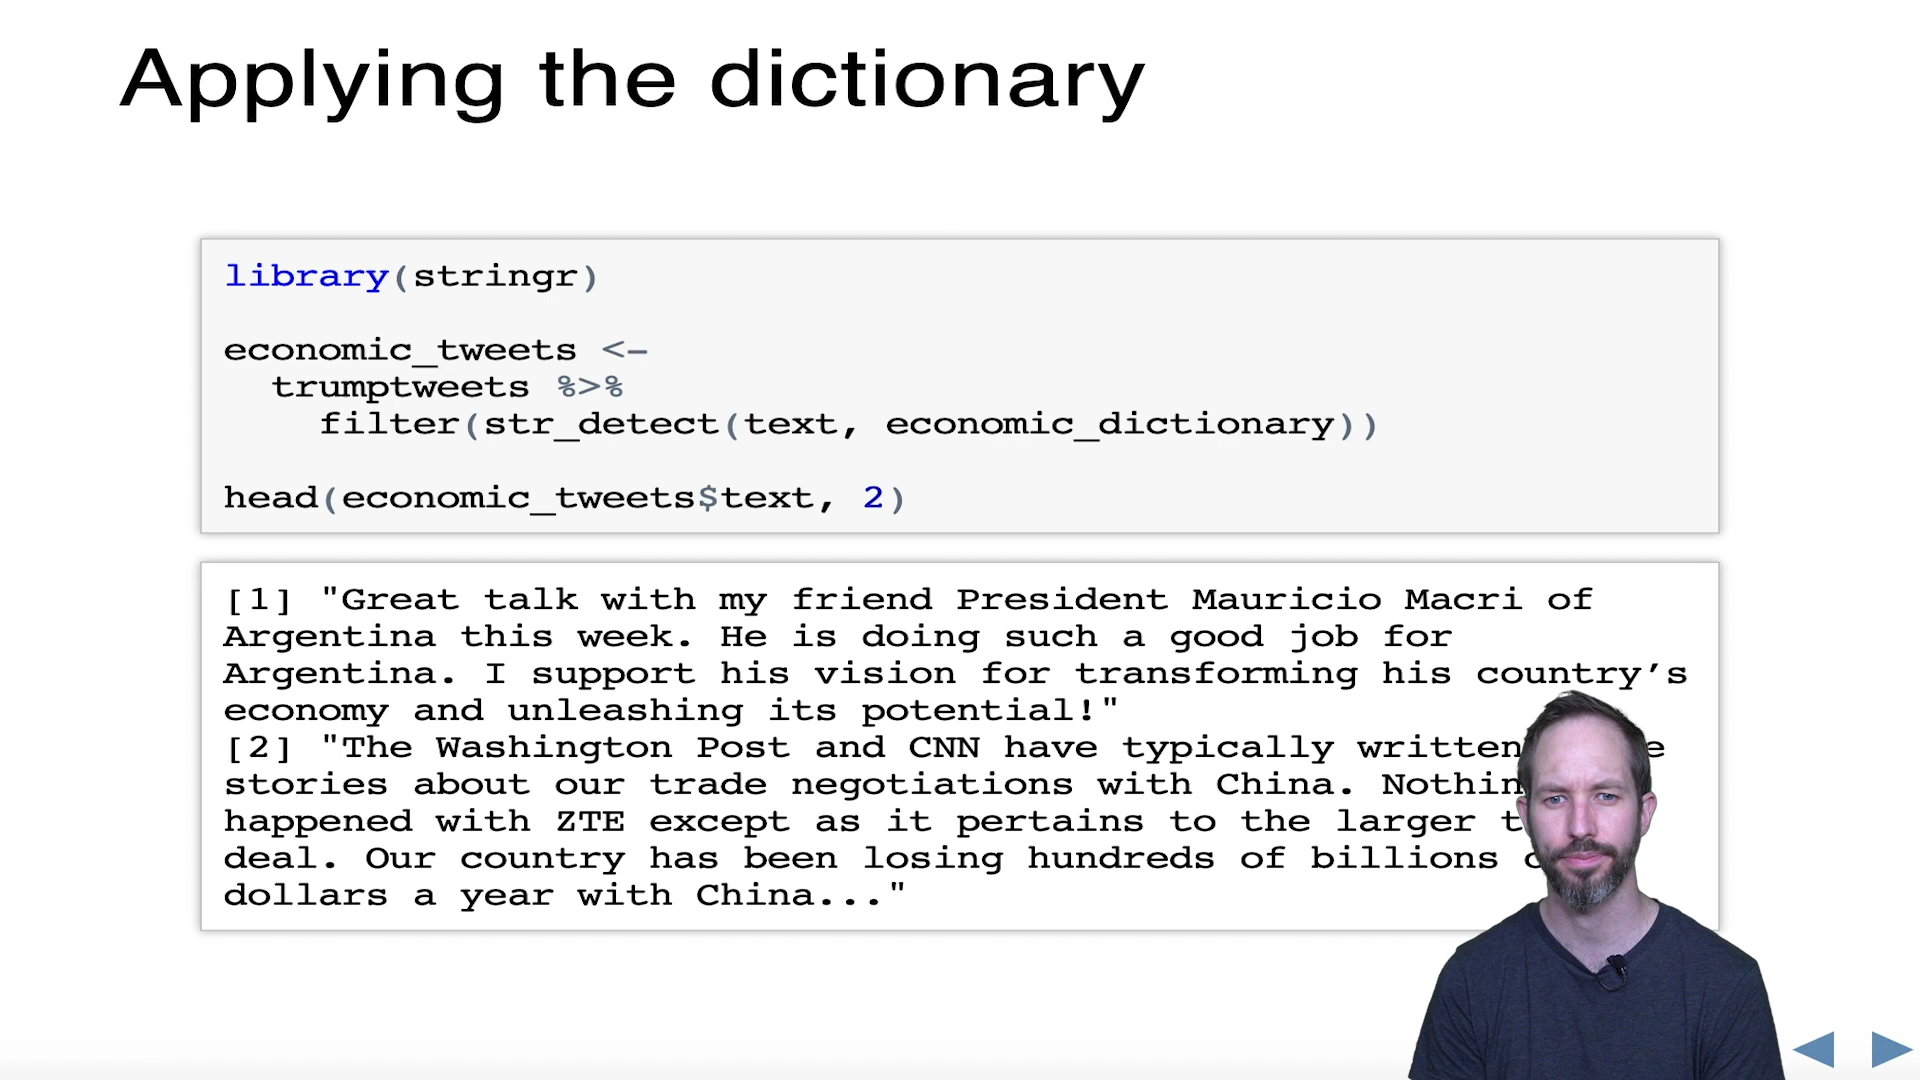 Applying the dictionary
library(stringr)
economic_tweets <-
trumptweets %>%
filter(str_detect(text, economic_dictionary))
head(economic_tweets$text, 2)
[1] "Great talk with my friend President Mauricio Macri of
Argentina this week. He is doing such a good job for
Argentina. I support his vision for transforming his country’s
economy and unleashing its potential!"
[2] "The Washington Post and CNN have typically written
stories about our trade negotiations with China.
happened with ZTE except as it pertains to the larger
deal. Our country has been losing hundreds of billions
dollars a year with China..."